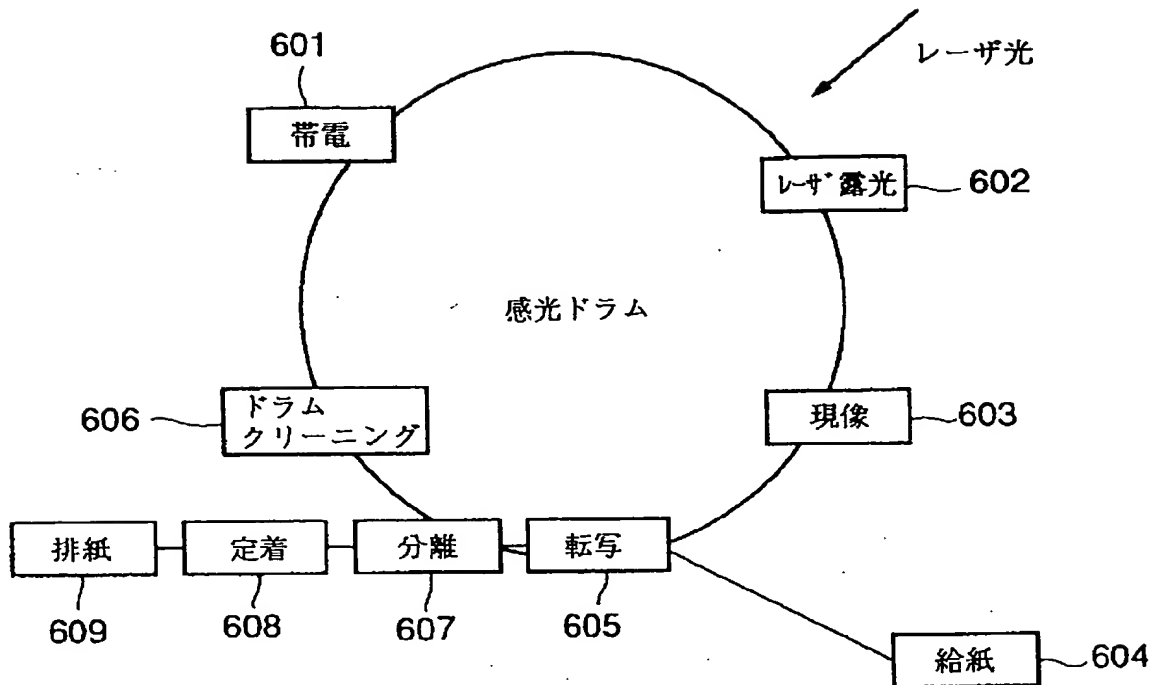 601
レーザ光
帯電
レーザ露光
602
感光ドラム
606
ドラム
クリーニング
現像
603
排紙
定着
分離
転写
609
608
607
605
給紙
604